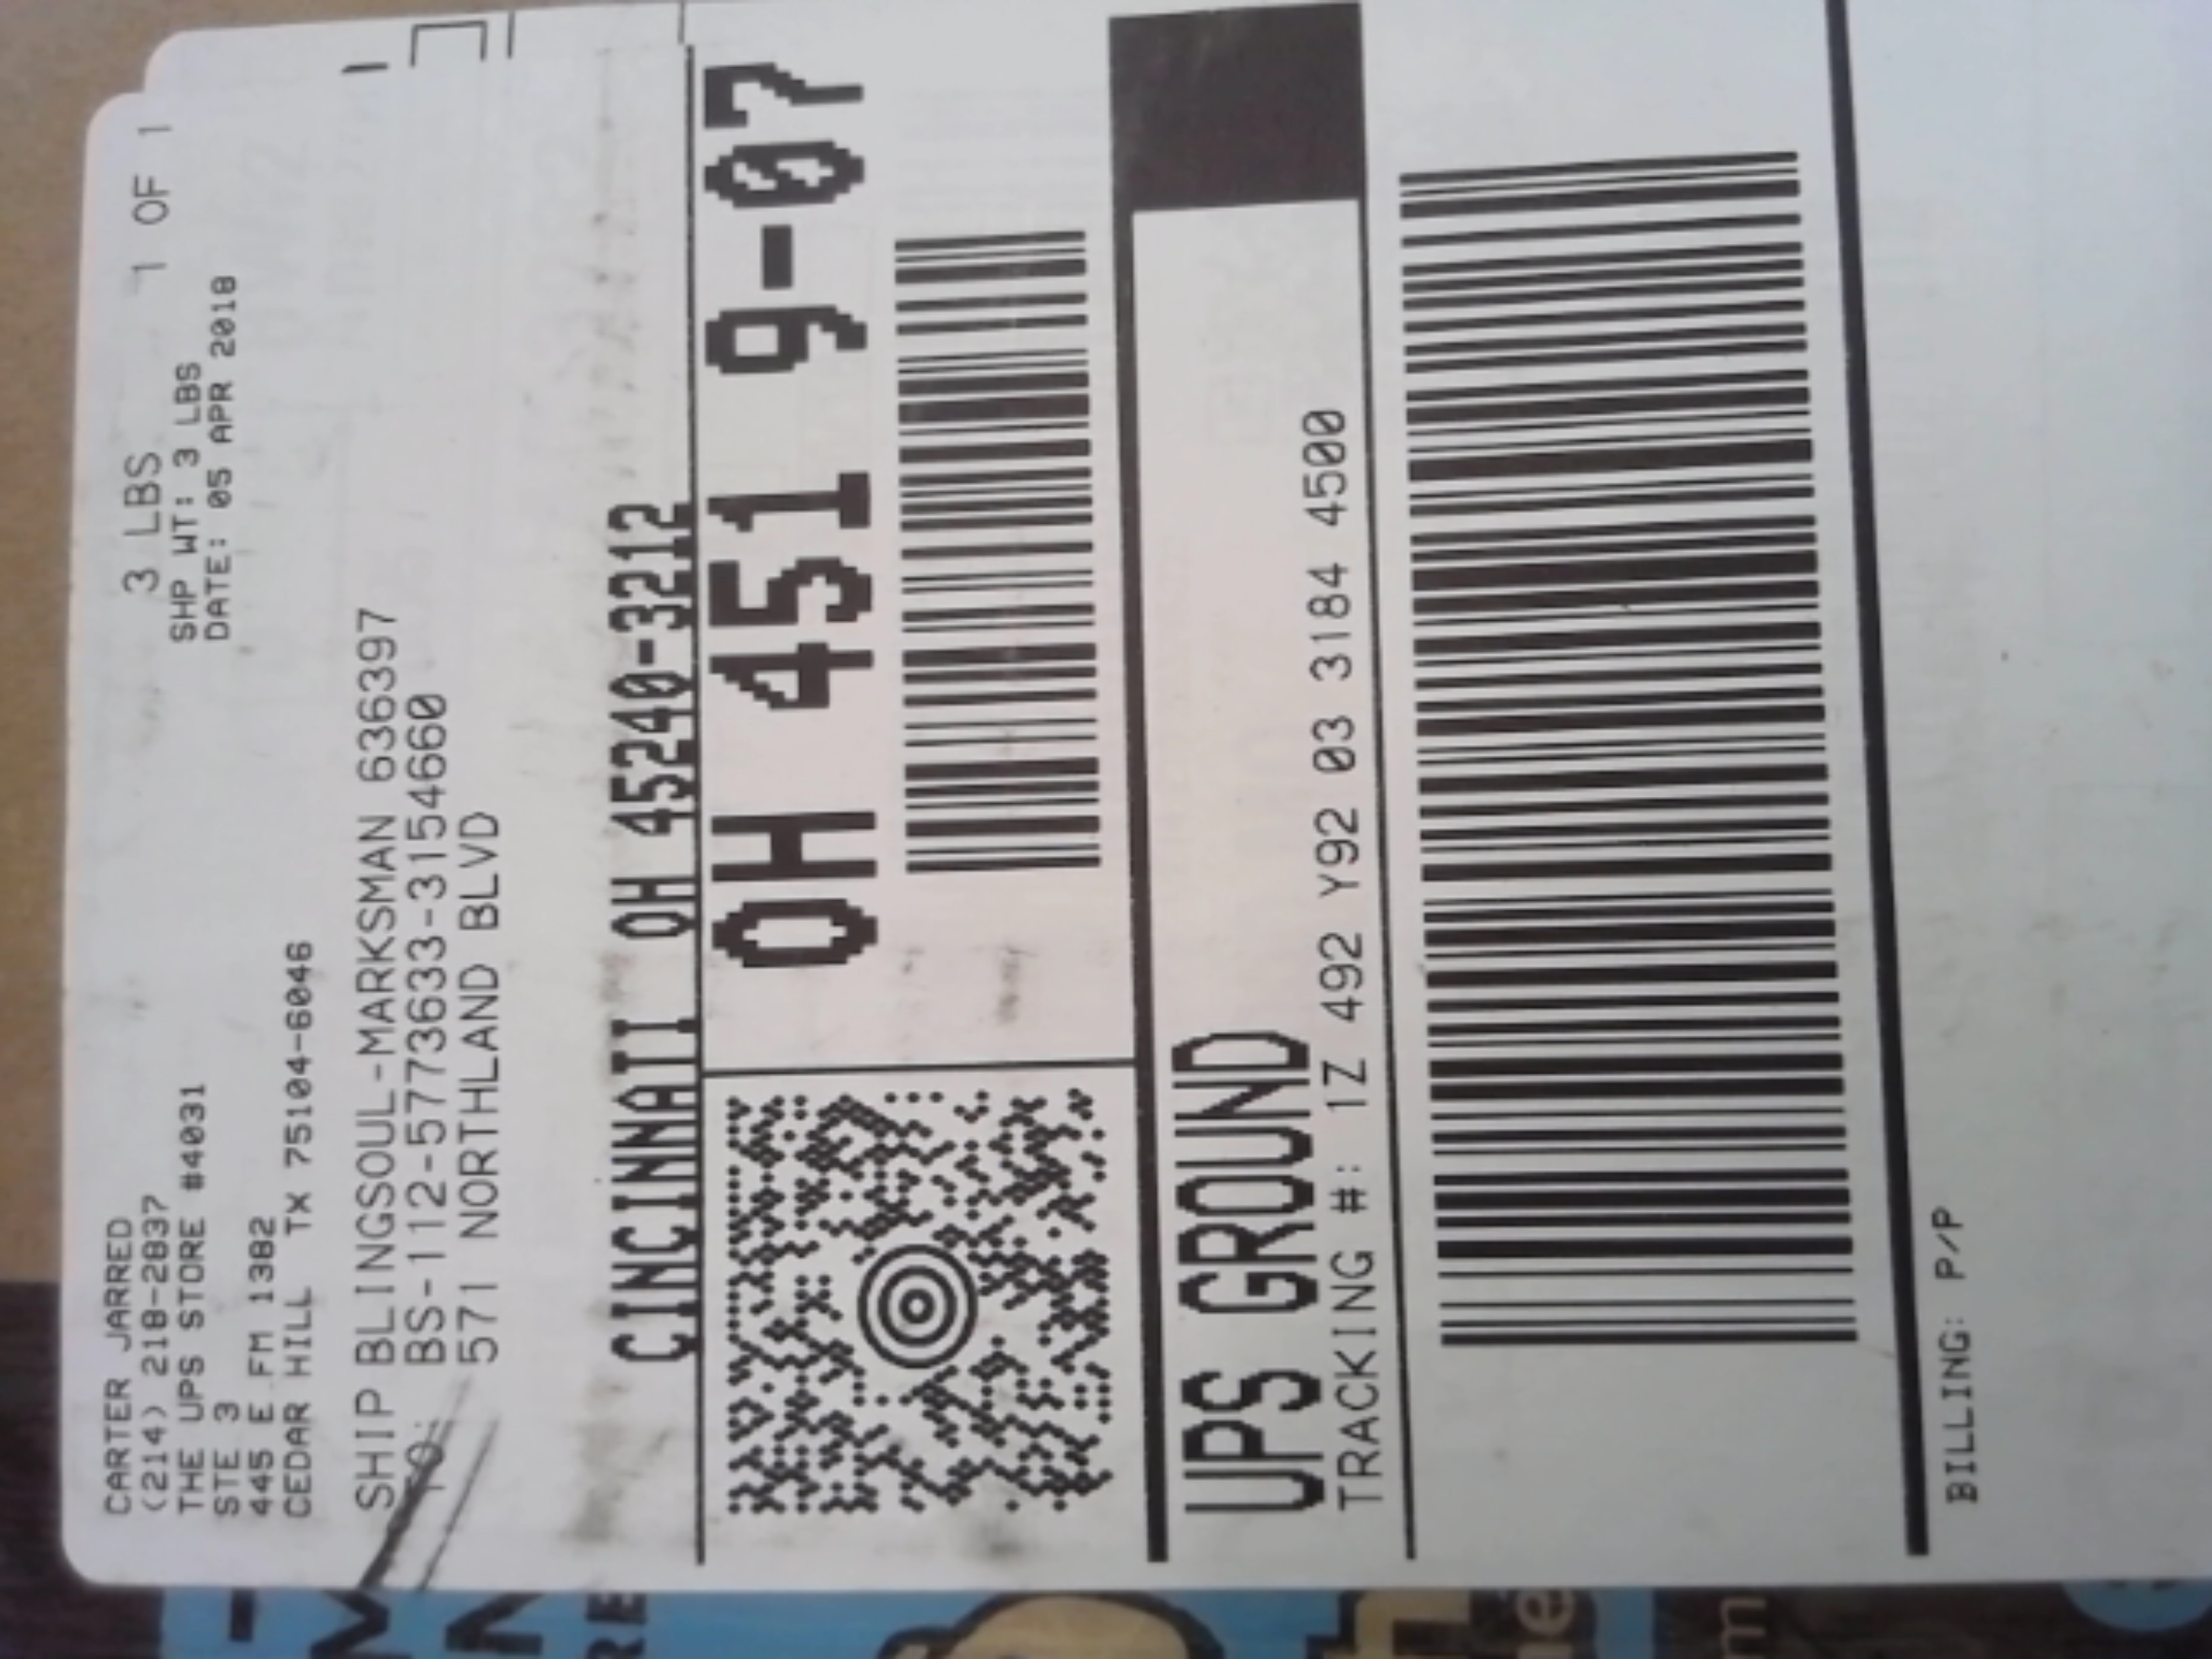 CARTER JARRED
(214) 218-2837
THE UPS STORE #4031
STE 3
445 E FM 1382
CEDAR HILL TX 75104-6046
3 LBS 1 OF 1
SHP WT: 3 LBS
DATE: 05 APR 2018
SHIP BLINGSOUL-MARKSMAN 636397
TO: BS-112-5773633-3154660
571 NORTHLAND BLVD
CINCINNATI OH 45240-3212
OH 451 9-07
UPS GROUND
TRACKING #: 1Z 492 Y92 03 3184 4500
BILLING: P/P